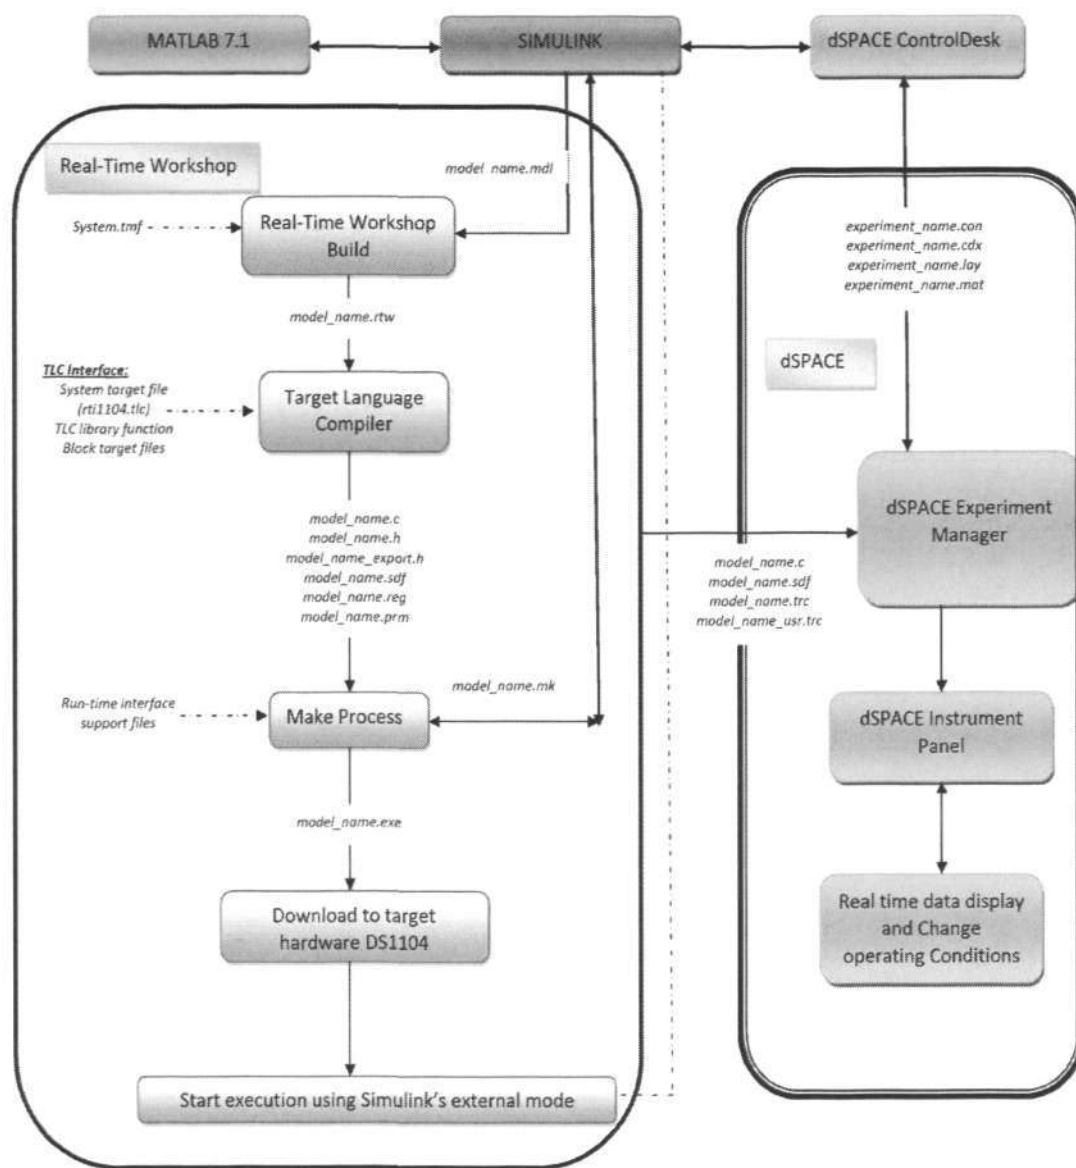 MATLAB 7.1
SIMULINK
dSPACE ControlDesk
Real-Time Workshop
model_name.mdl
System.tmf
Real-Time Workshop
Build
model_name.rtw
TLC Interface:
System target file
(rti1104.tlc)
TLC library function
Block target files
Target Language
Compiler
model_name.c
model_name.h
model_name_export.h
model_name.sdf
model_name.reg
model_name.prm
Run-time interface
support files
Make Process
model_name.mk
model_name.exe
Download to target
hardware DS1104
Start execution using Simulink's external mode
experiment_name.con
experiment_name.cdx
experiment_name.lay
experiment_name.mat
dSPACE
dSPACE Experiment
Manager
model_name.c
model_name.sdf
model_name.trc
model_name_usr.trc
dSPACE Instrument
Panel
Real time data display
and Change
operating Conditions